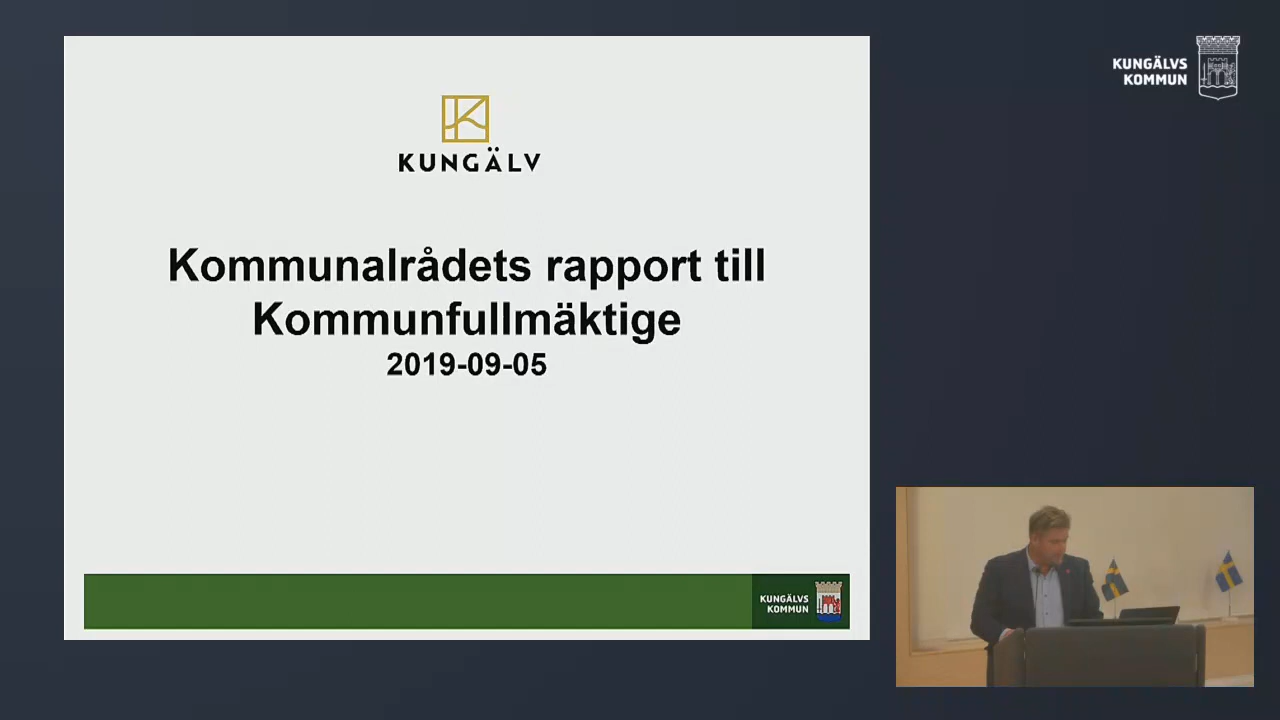 KUNGÄLVS
KOMMUN
KUNGÄLV
Kommunalrådets rapport till
Kommunfullmäktige
2019-09-05
KUNGÄLVS
KOMMUN